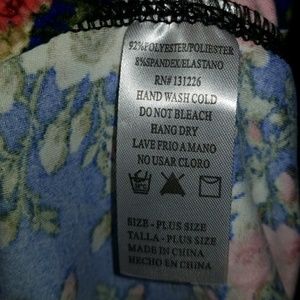 92%POLYESTER/POLIESTER
8%SPANDEX/ELASTANO
RN# 131226
HAND WASH COLD
DO NOT BLEACH
HANG DRY
LAVE FRIO A MANO
NO USAR CLORO
SIZE - PLUS SIZE
TALLA - PLUS SIZE
MADE IN CHINA
HECHO EN CHINA